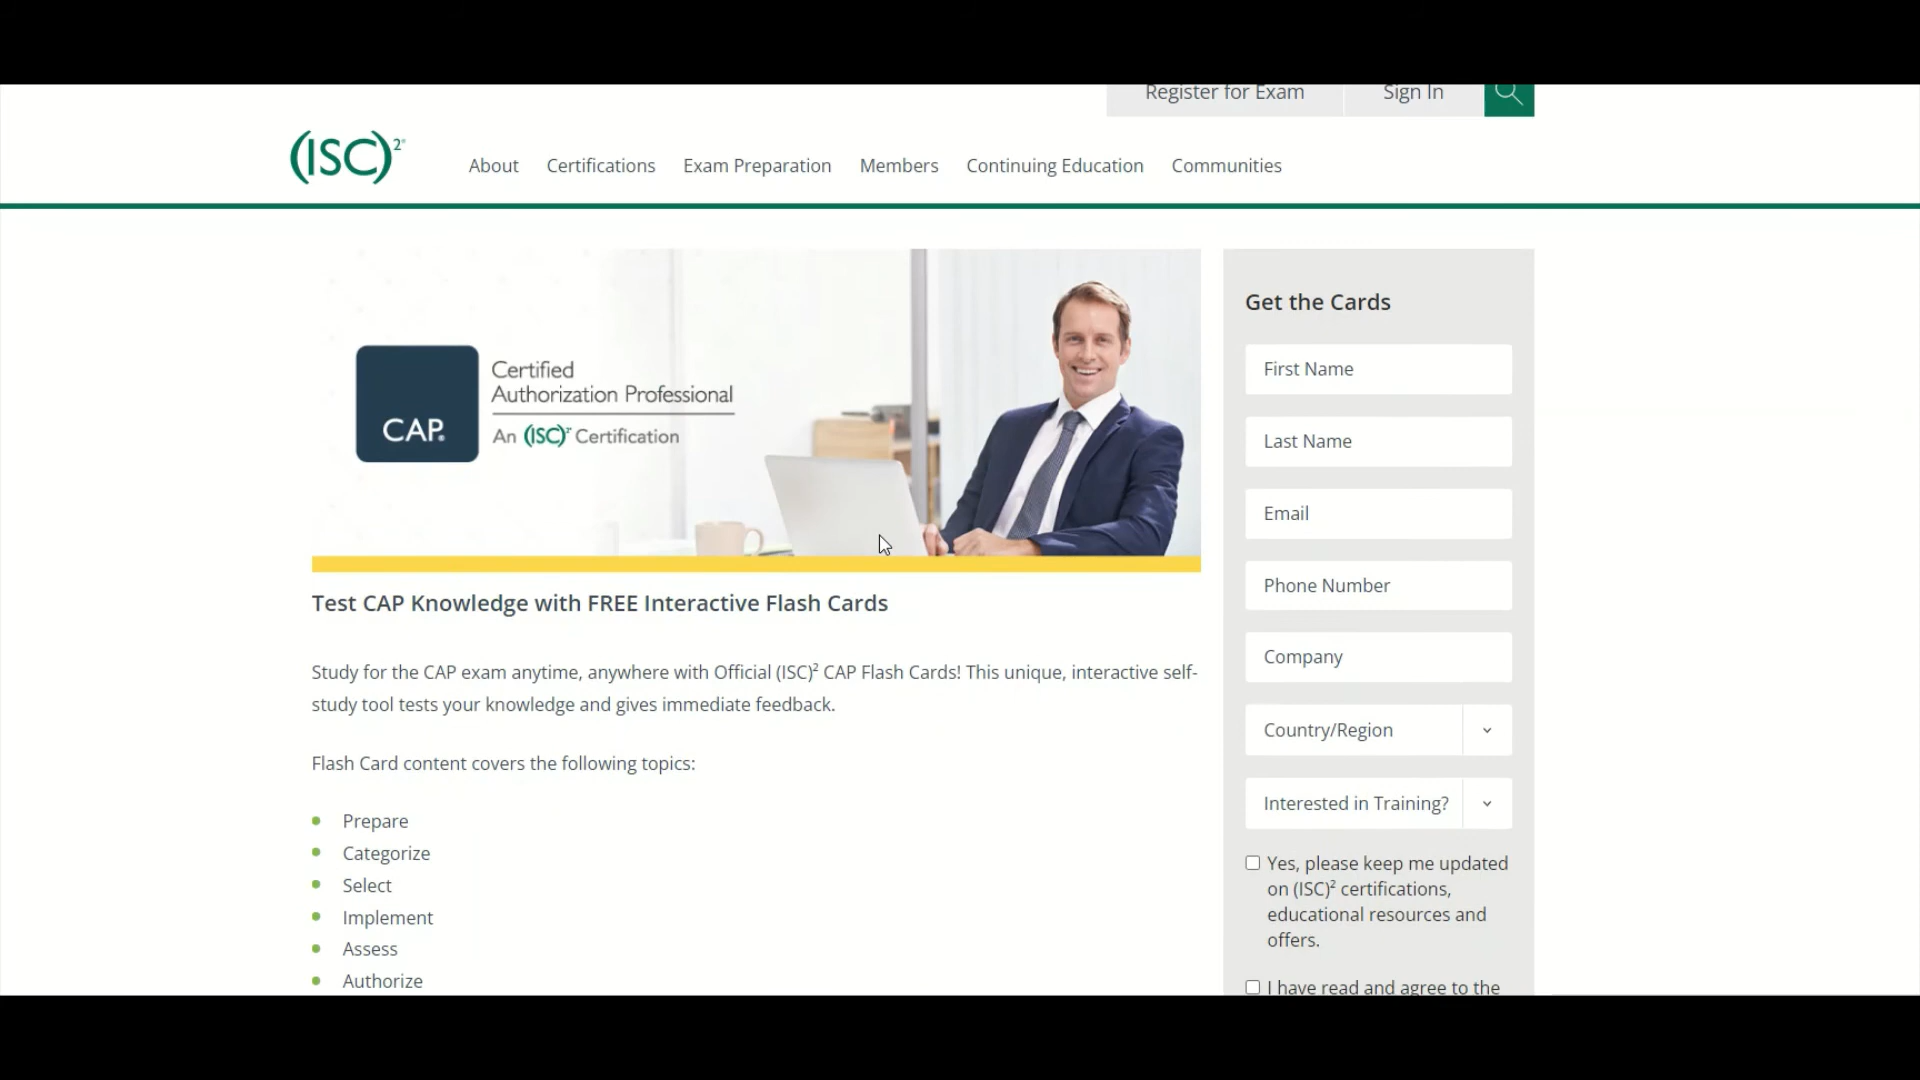 Register for Exam
Sign In
(ISC)²®
About
Certifications
Exam Preparation
Members
Continuing Education
Communities
CAP®
Certified
Authorization Professional
An (ISC)²® Certification
Test CAP Knowledge with FREE Interactive Flash Cards
Study for the CAP exam anytime, anywhere with Official (ISC)² CAP Flash Cards! This unique, interactive self-
study tool tests your knowledge and gives immediate feedback.
Flash Card content covers the following topics:
Prepare
Categorize
Select
Implement
Assess
Authorize
Get the Cards
First Name
Last Name
Email
Phone Number
Company
Country/Region
Interested in Training?
Yes, please keep me updated
on (ISC)² certifications,
educational resources and
offers.
I have read and agree to the